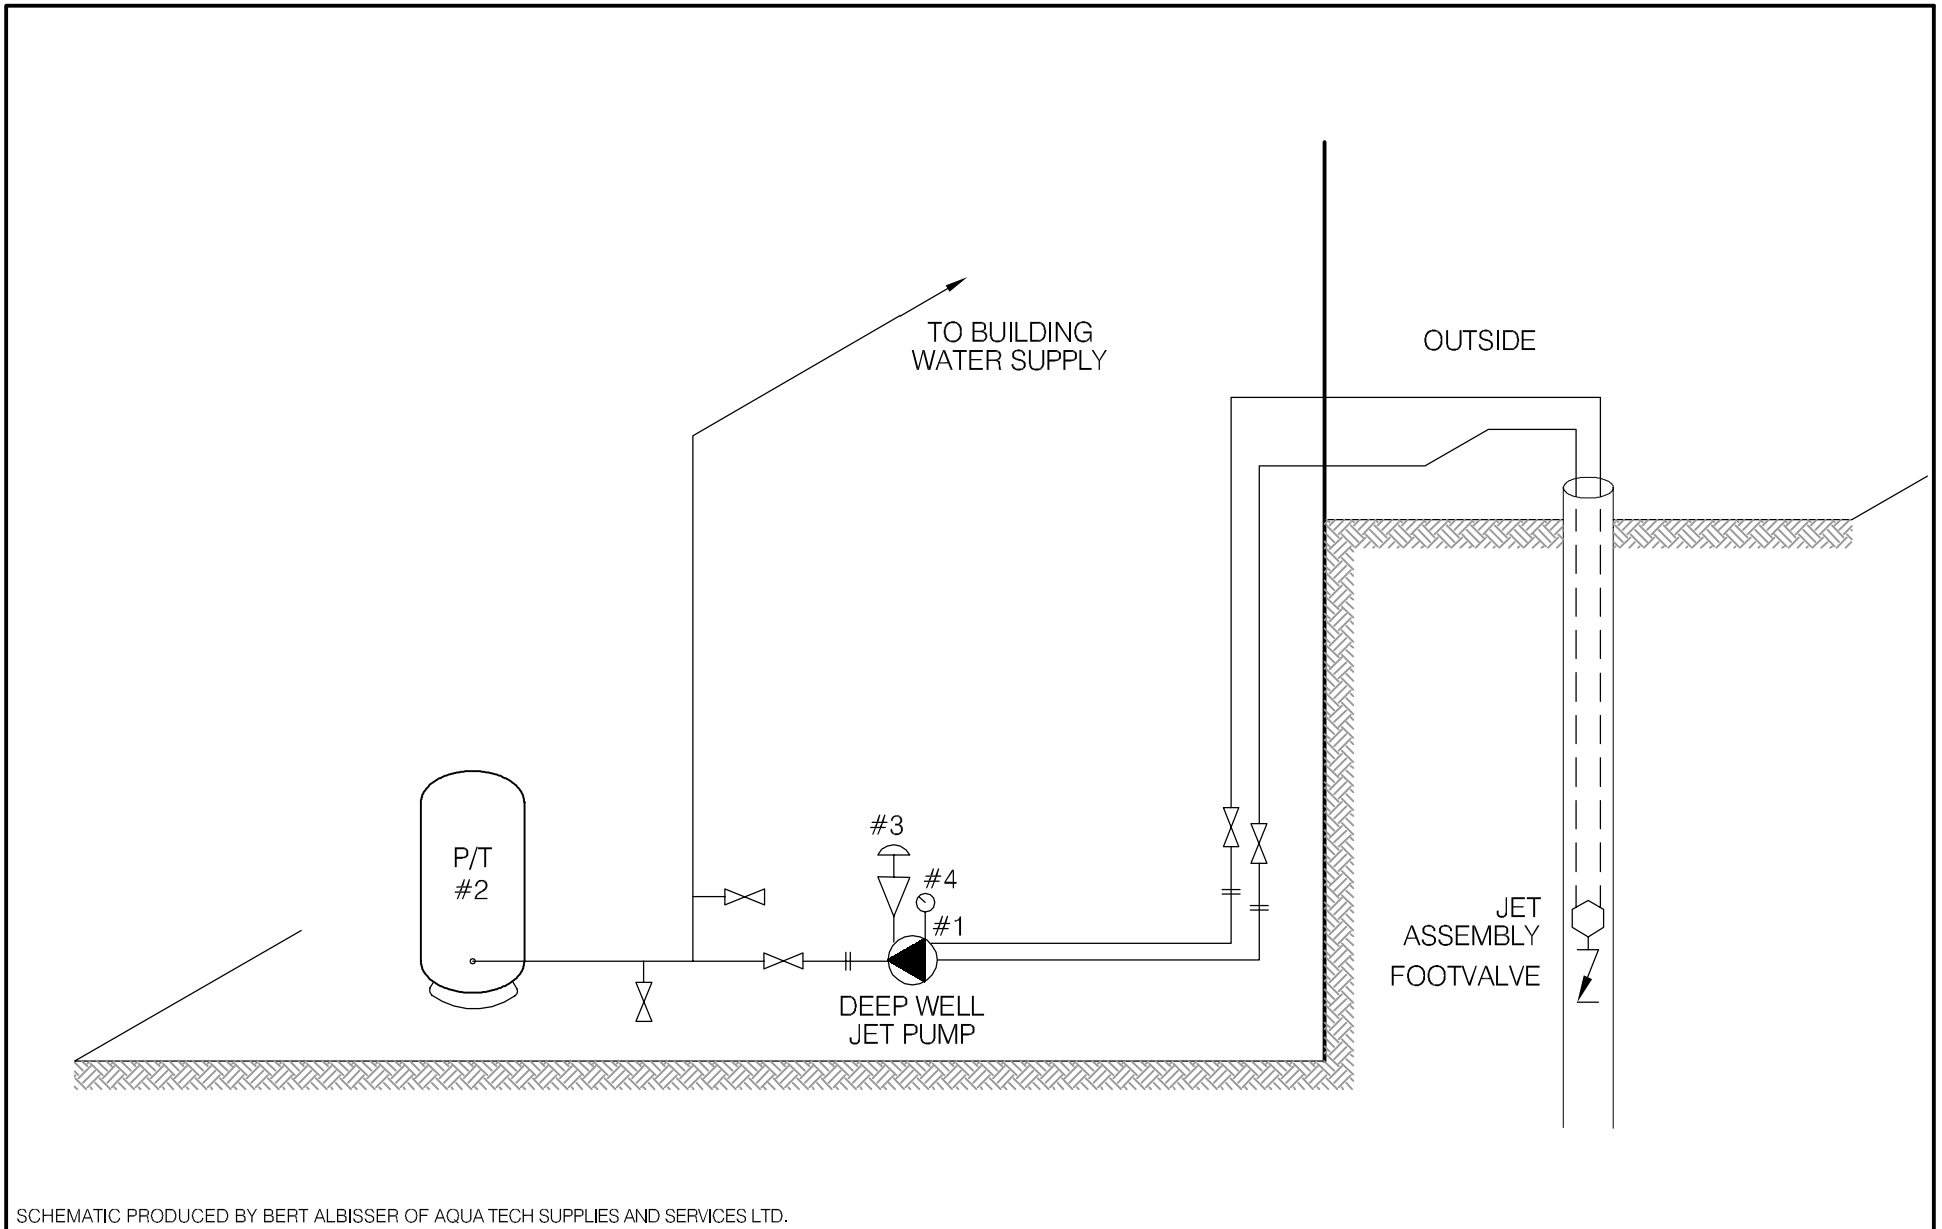 TO BUILDING
WATER SUPPLY
OUTSIDE
P/T
#2
#3
#4
#1
DEEP WELL
JET PUMP
JET
ASSEMBLY
FOOTVALVE
SCHEMATIC PRODUCED BY BERT ALBISSER OF AQUA TECH SUPPLIES AND SERVICES LTD.